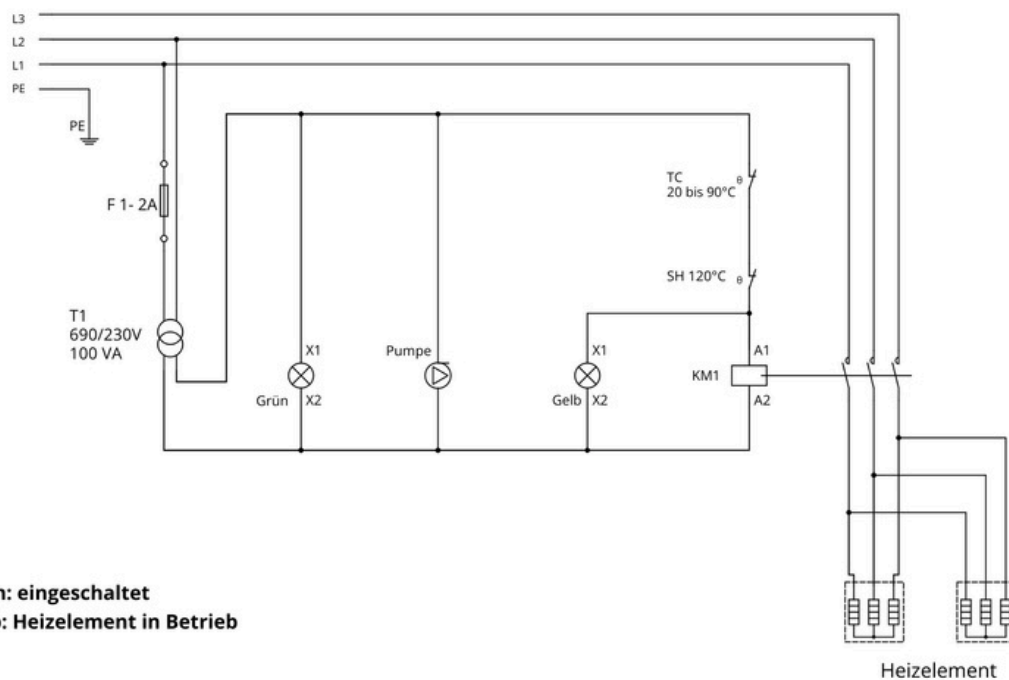 L3
L2
L1
PE
PE
F 1- 2A
T1
690/230V
100 VA
X1
Grün
X2
Pumpe
X1
Gelb
X2
TC
20 bis 90°C
θ
SH 120°C
θ
A1
KM1
A2
: eingeschaltet
: Heizelement in Betrieb
Heizelement